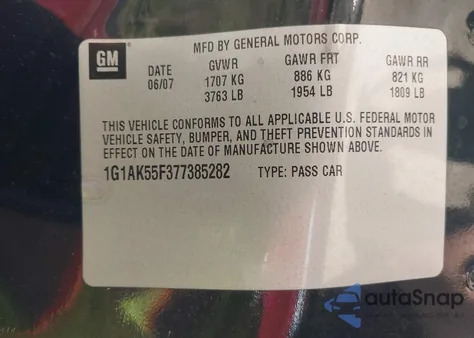 GM
MFD BY GENERAL MOTORS CORP.
DATE GVWR GAWR FRT GAWR RR
06/07 1707 KG 886 KG 821 KG
3763 LB 1954 LB 1809 LB
THIS VEHICLE CONFORMS TO ALL APPLICABLE U.S. FEDERAL MOTOR
VEHICLE SAFETY, BUMPER, AND THEFT PREVENTION STANDARDS IN
EFFECT ON THE DATE OF MANUFACTURE SHOWN ABOVE.
1G1AK55F377385282 TYPE: PASS CAR
autaSnap